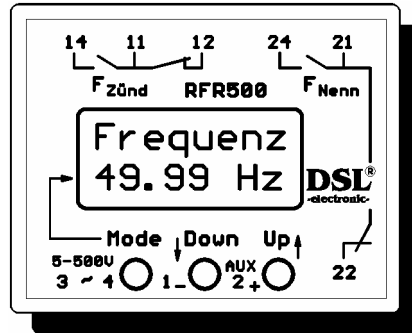 14 11 12 24 21
FZünd RFR500 FNenn
Frequenz
49.99 Hz
DSL®
-electronic-
Mode Down Up
5-500V AUX
3 ~ 4 1- 2+ 22